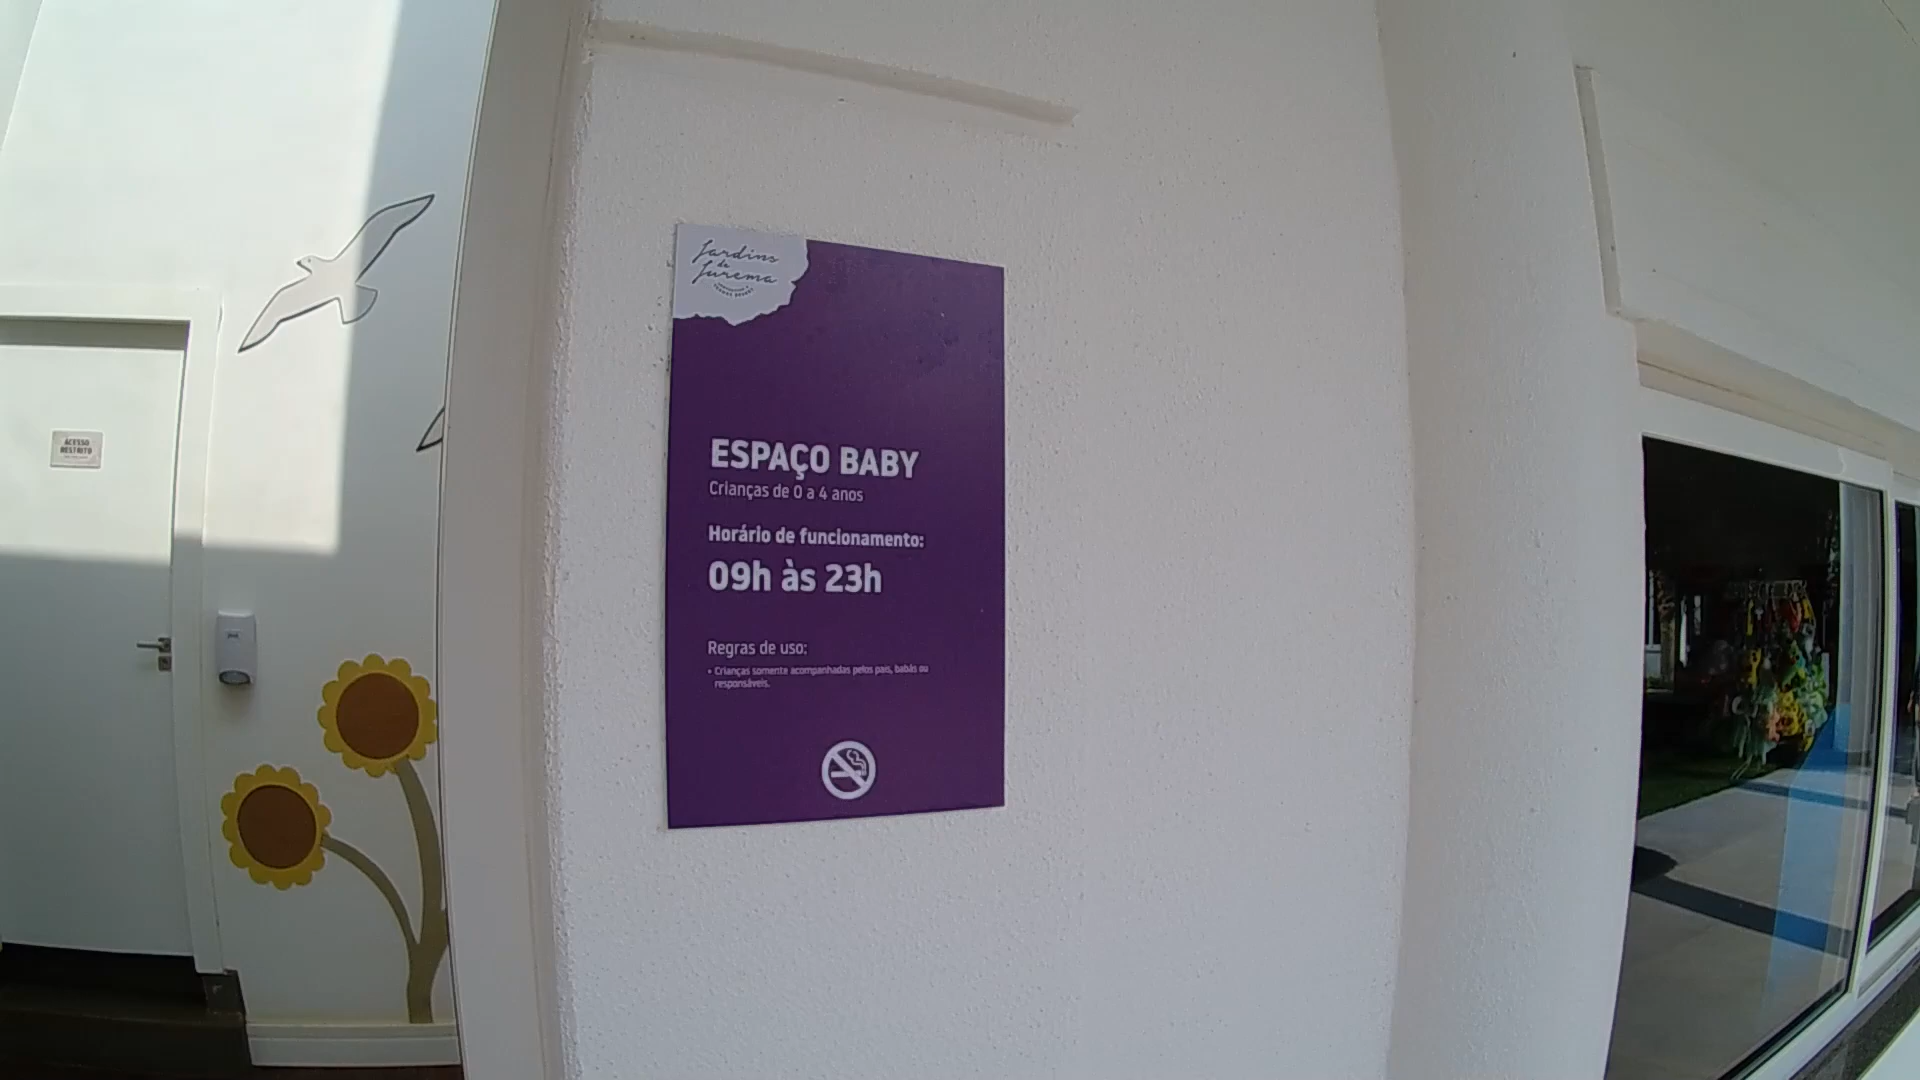 Jardins
de
Jurema
ESPAÇO BABY
Crianças de 0 a 4 anos
Horário de funcionamento:
09h às 23h
Regras de uso:
• Crianças somente acompanhadas pelos pais, babás ou
responsáveis.
ACESSO
RESTRITO